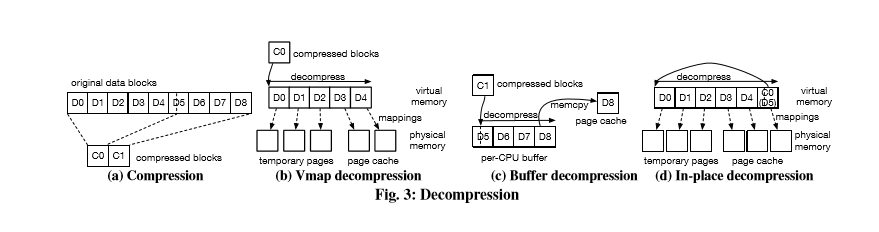 original data blocks
D0 D1 D2 D3 D4 D5 D6 D7 D8
C0 C1 compressed blocks
(a) Compression
C0 compressed blocks
decompress
D0 D1 D2 D3 D4
virtual
memory
mappings
physical
memory
temporary pages page cache
(b) Vmap decompression
C1 compressed blocks
decompress
memcpy
D8
page cache
D5 D6 D7 D8
per-CPU buffer
(c) Buffer decompression
decompress
D0 D1 D2 D3 D4 C0
(D5)
virtual
memory
mappings
physical
memory
temporary pages page cache
(d) In-place decompression
Fig. 3: Decompression